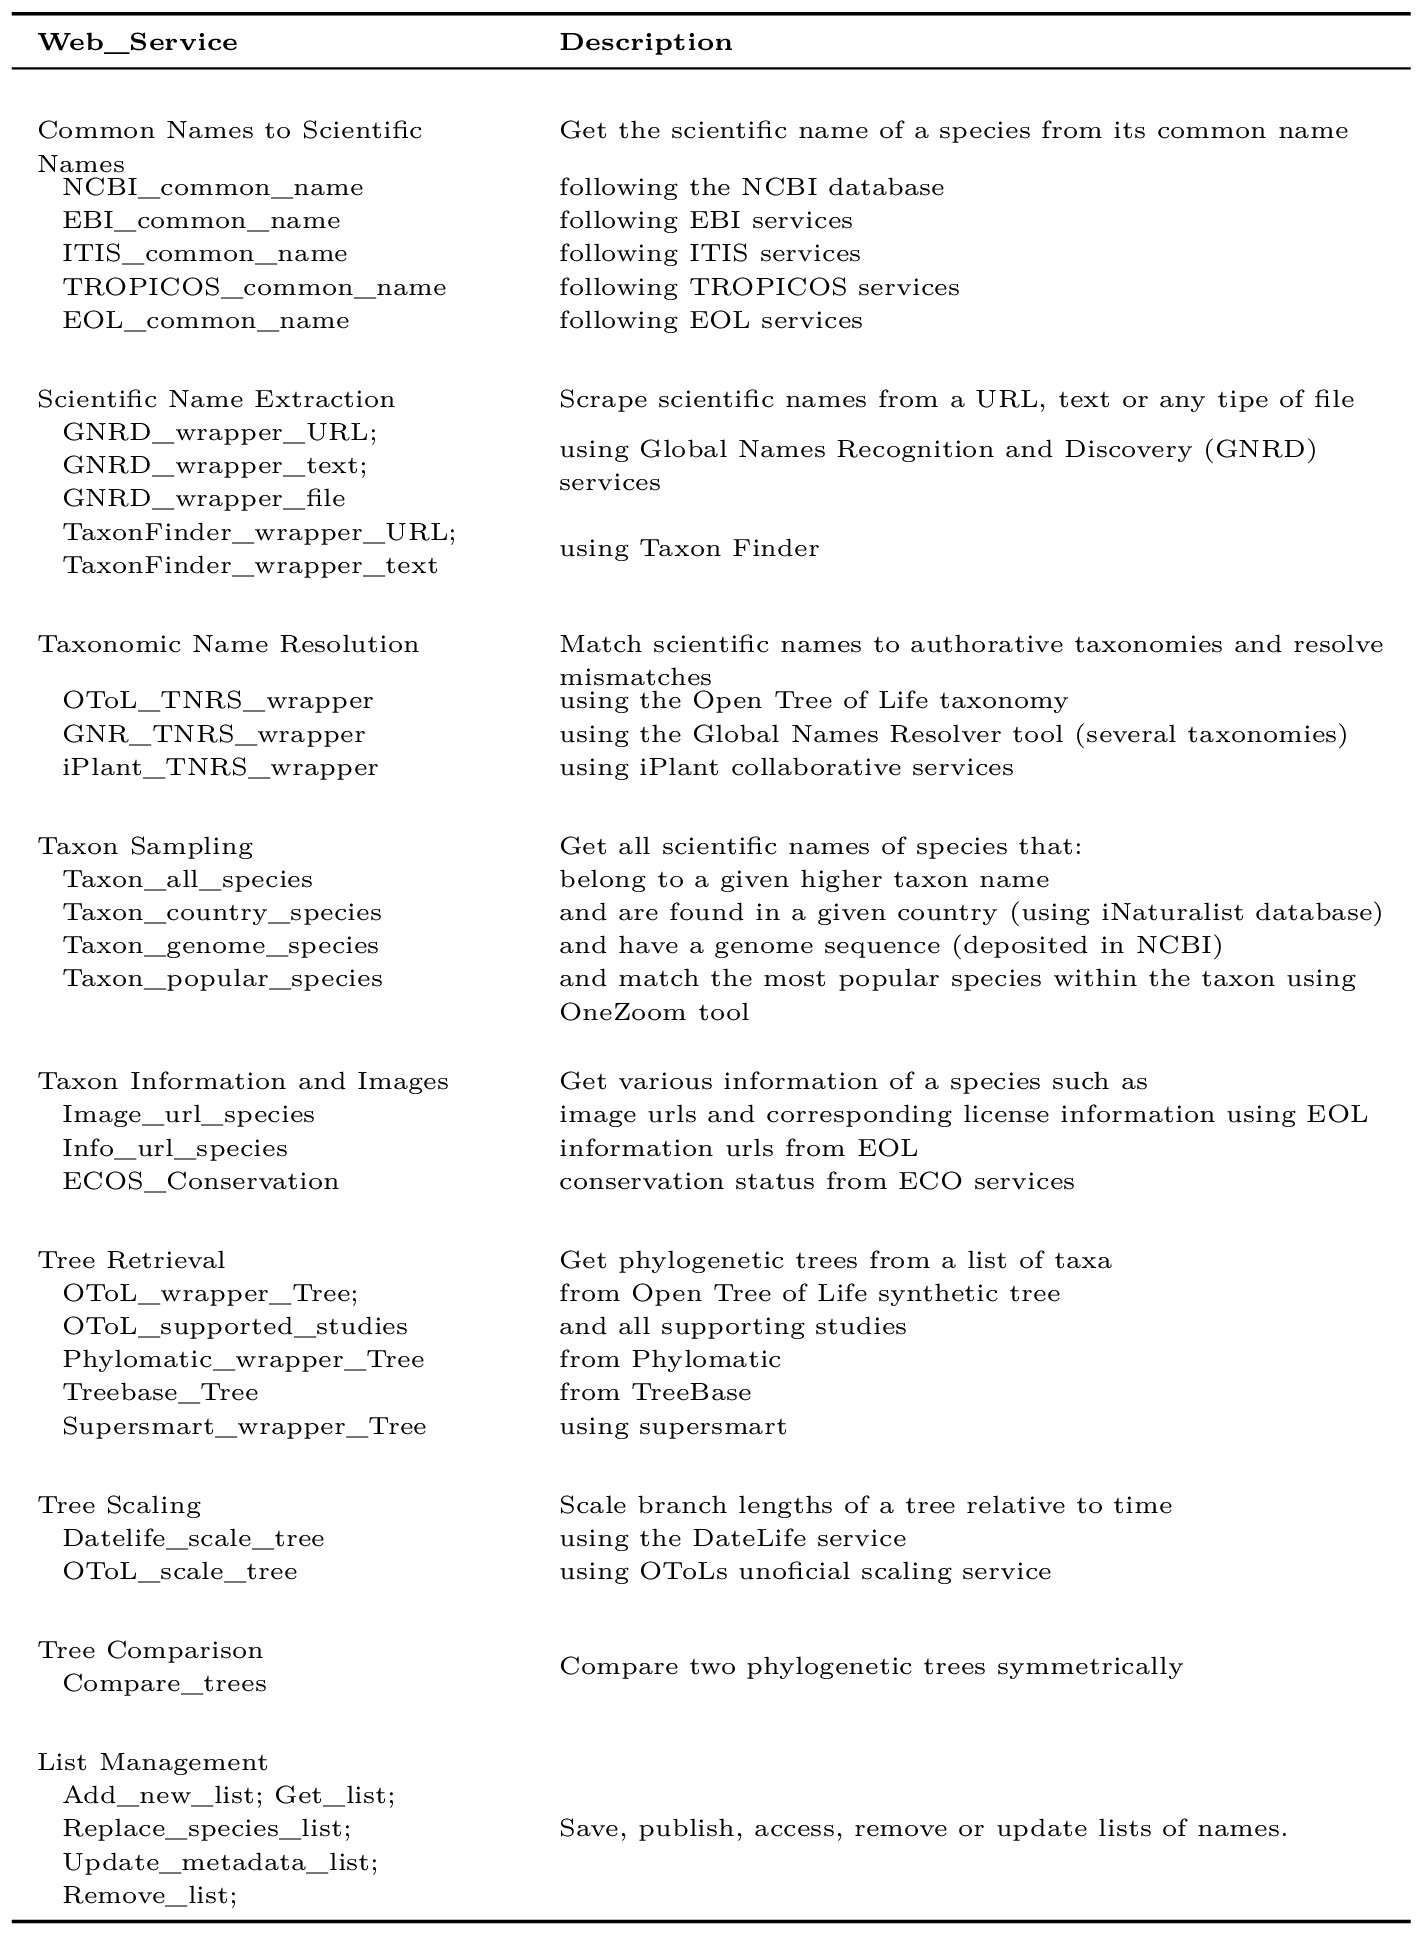 Web_Service Description
Common Names to Scientific Get the scientific name of a species from its common name
Names
NCBI_common_name following the NCBI database
EBI_common_name following EBI services
ITIS_common_name following ITIS services
TROPICOS_common_name following TROPICOS services
EOL_common_name following EOL services
Scientific Name Extraction Scrape scientific names from a URL, text or any tipe of file
GNRD_wrapper_URL;
using Global Names Recognition and Discovery (GNRD)
GNRD_wrapper_text;
services
GNRD_wrapper_file
TaxonFinder_wrapper_URL;
using Taxon Finder
TaxonFinder_wrapper_text
Taxonomic Name Resolution Match scientific names to authorative taxonomies and resolve
mismatches
OToL_TNRS_wrapper using the Open Tree of Life taxonomy
GNR_TNRS_wrapper using the Global Names Resolver tool (several taxonomies)
iPlant_TNRS_wrapper using iPlant collaborative services
Taxon Sampling Get all scientific names of species that:
Taxon_all_species belong to a given higher taxon name
Taxon_country_species and are found in a given country (using iNaturalist database)
Taxon_genome_species and have a genome sequence (deposited in NCBI)
Taxon_popular_species and match the most popular species within the taxon using
OneZoom tool
Taxon Information and Images Get various information of a species such as
Image_url_species image urls and corresponding license information using EOL
Info_url_species information urls from EOL
ECOS_Conservation conservation status from ECO services
Tree Retrieval Get phylogenetic trees from a list of taxa
OToL_wrapper_Tree; from Open Tree of Life synthetic tree
OToL_supported_studies and all supporting studies
Phylomatic_wrapper_Tree from Phylomatic
Treebase_Tree from TreeBase
Supersmart_wrapper_Tree using supersmart
Tree Scaling Scale branch lengths of a tree relative to time
Datelife_scale_tree using the DateLife service
OToL_scale_tree using OToLs unoficial scaling service
Tree Comparison
Compare two phylogenetic trees symmetrically
Compare_trees
List Management
Add_new_list; Get_list;
Replace_species_list; Save, publish, access, remove or update lists of names.
Update_metadata_list;
Remove_list;